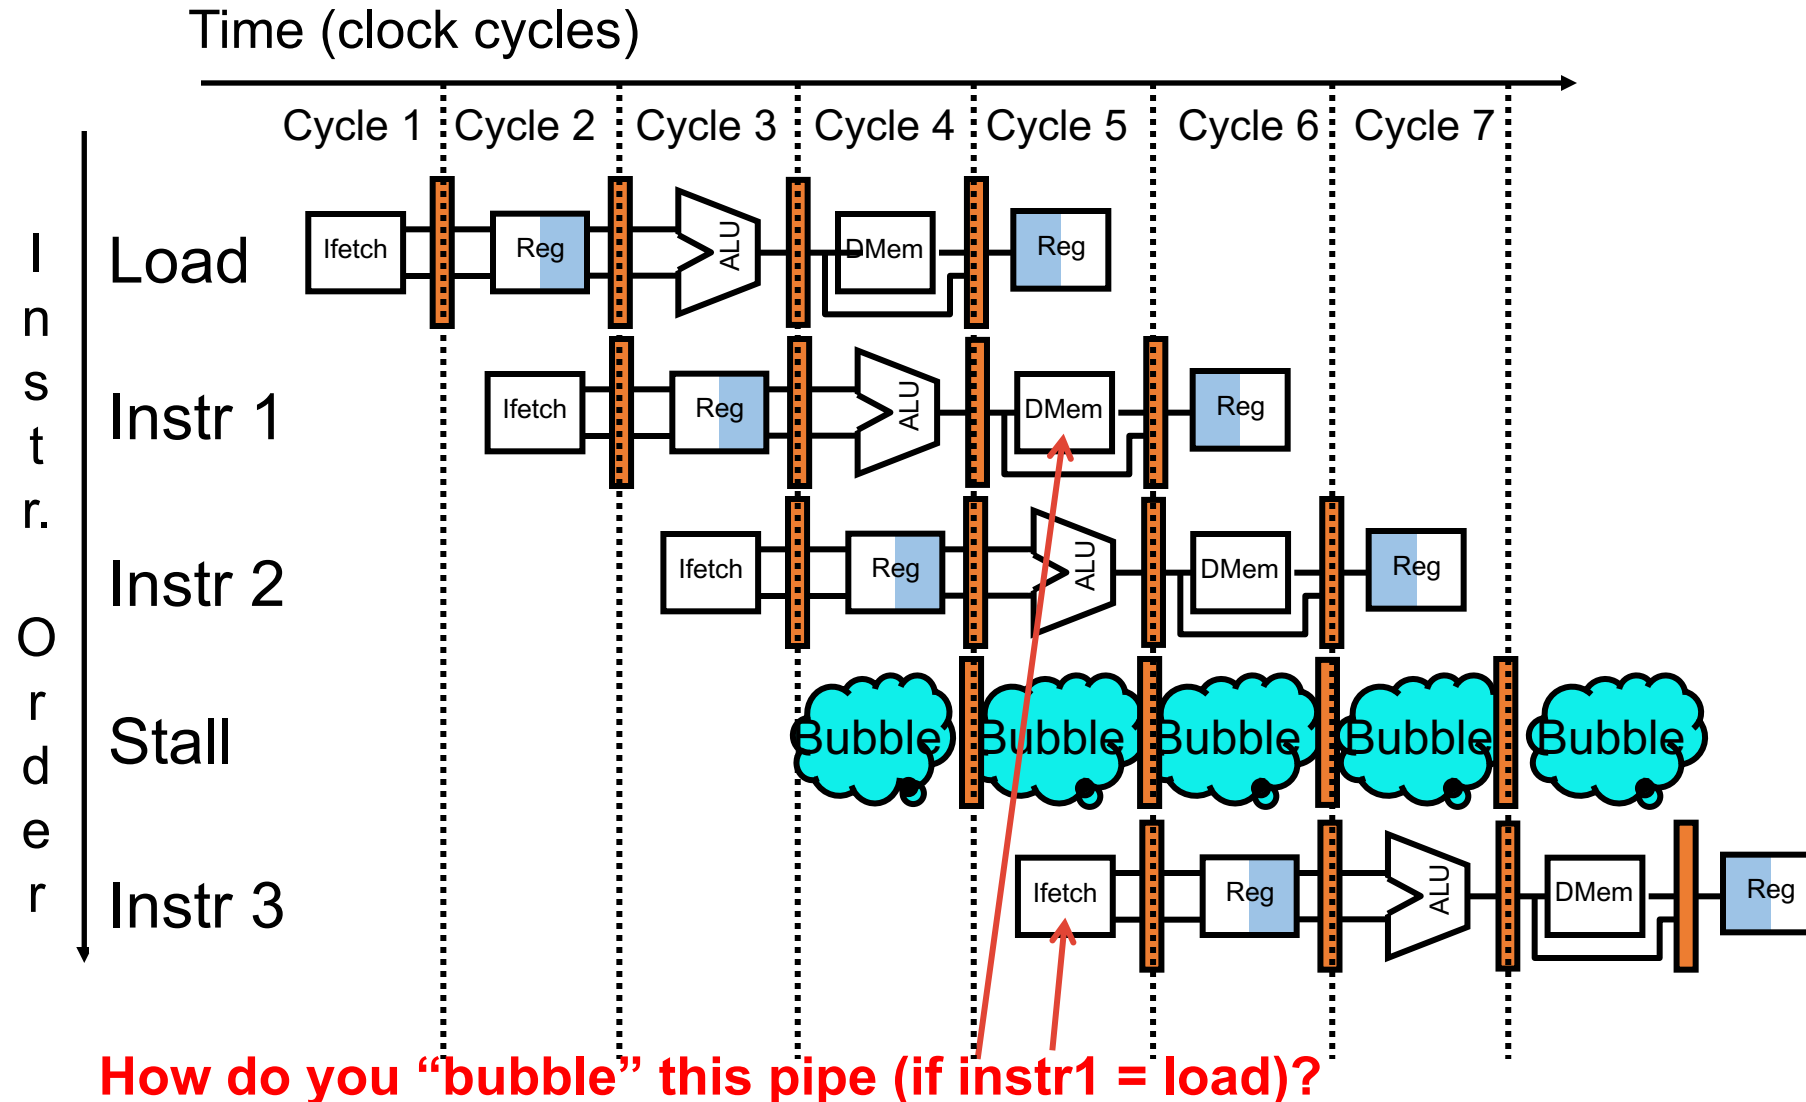 Time (clock cycles)
Cycle 1 Cycle 2 Cycle 3 Cycle 4 Cycle 5 Cycle 6 Cycle 7
Instr. Order
Load Ifetch Reg ALU DMem Reg
Instr 1 Ifetch Reg ALU DMem Reg
Instr 2 Ifetch Reg ALU DMem Reg
Stall Bubble Bubble Bubble Bubble Bubble
Instr 3 Ifetch Reg ALU DMem Reg
How do you “bubble” this pipe (if instr1 = load)?